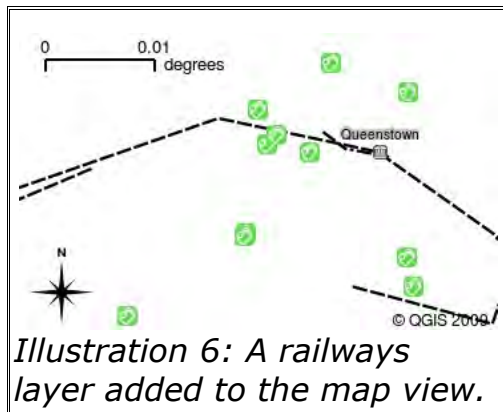 0 0.01
degrees
Queenstown
N
© QGIS 2009
Illustration 6: A railways
layer added to the map view.